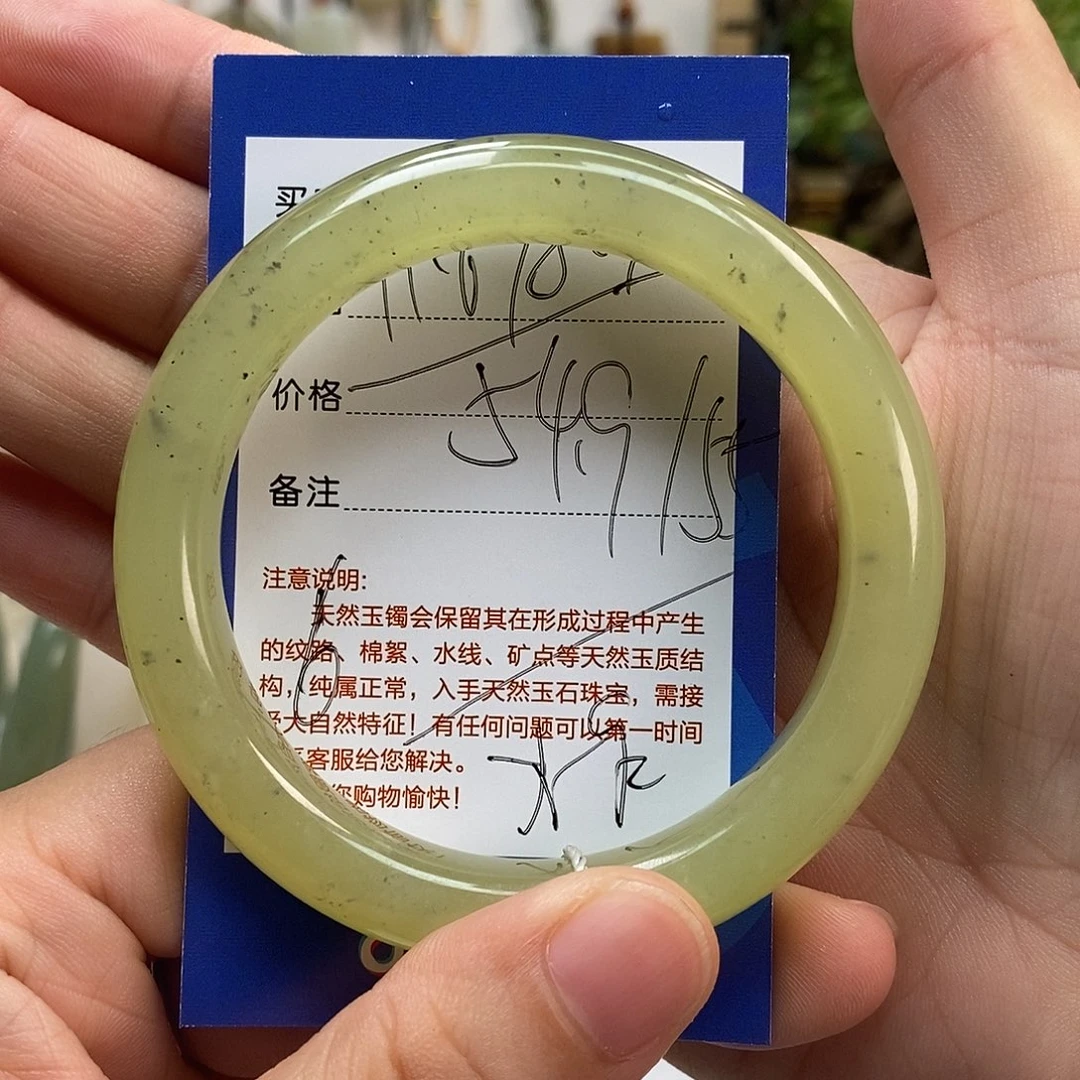 买
价格
549
备注
注意说明:
天然玉镯会保留其在形成过程中产生
的纹路、棉絮、水线、矿点等天然玉质结
构，纯属正常，入手天然玉石珠宝，需接
受大自然特征！有任何问题可以第一时间
客服给您解决。
您购物愉快！